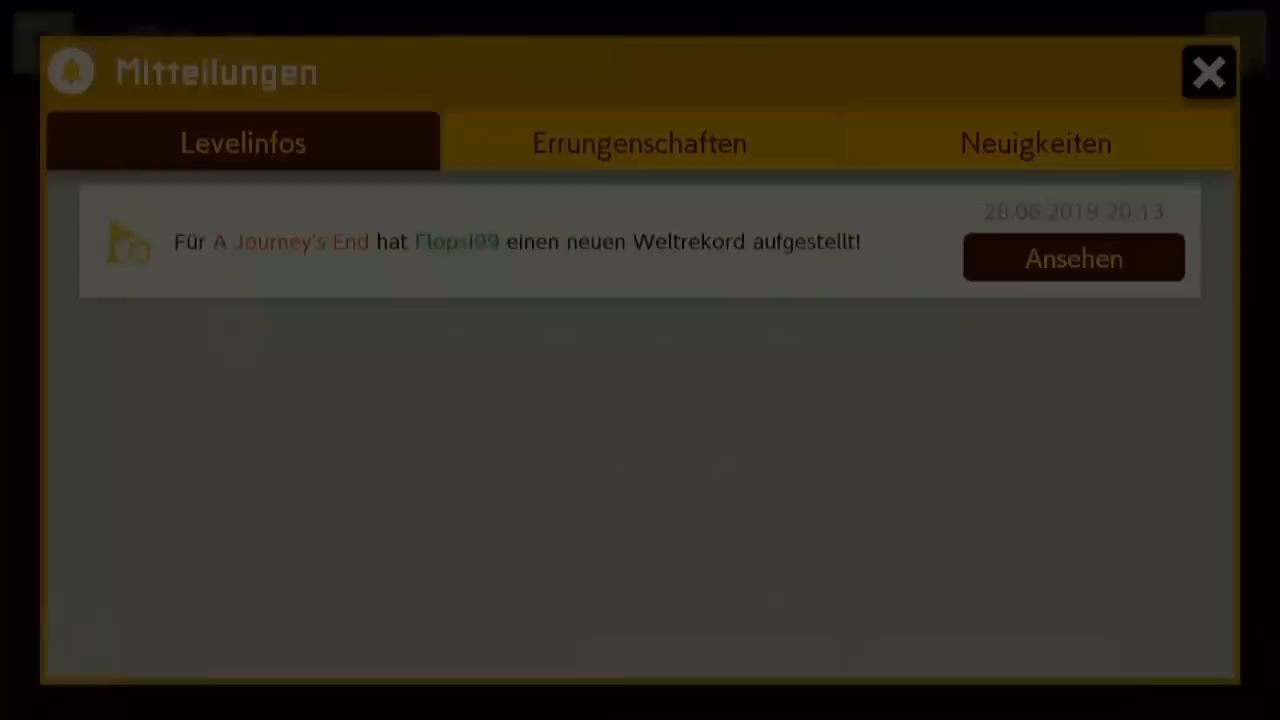 Mitteilungen
Levelinfos
Errungenschaften
Neuigkeiten
28.06.2019 20:13
Für A Journey's End hat Flopsi99 einen neuen Weltrekord aufgestellt!
Ansehen